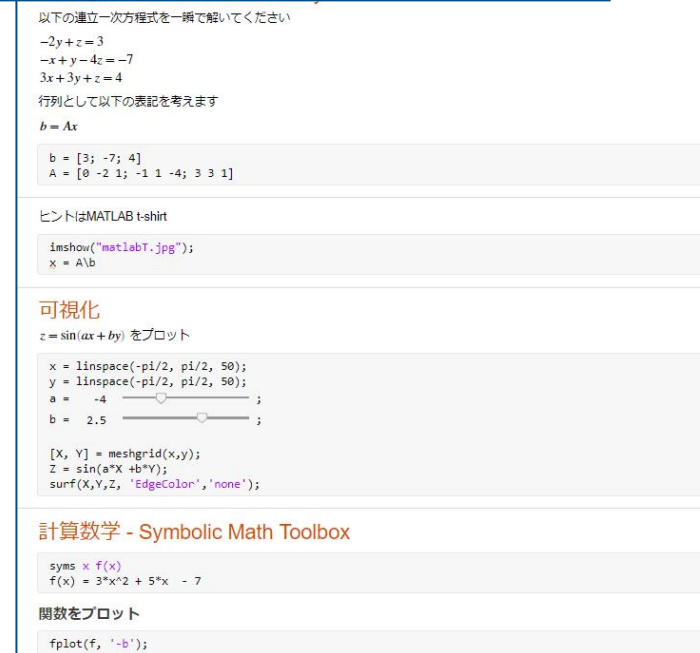 以下の連立一次方程式を一瞬で解いてください
−2y + z = 3
−x + y − 4z = −7
3x + 3y + z = 4
行列として以下の表記を考えます
b = Ax
b = [3; -7; 4]
A = [0 -2 1; -1 1 -4; 3 3 1]
ヒントはMATLAB t-shirt
imshow("matlabT.jpg");
x = A\b
可視化
z = sin(ax + by) をプロット
x = linspace(-pi/2, pi/2, 50);
y = linspace(-pi/2, pi/2, 50);
a = -4 ;
b = 2.5 ;
[X, Y] = meshgrid(x,y);
Z = sin(a*X +b*Y);
surf(X,Y,Z, 'EdgeColor','none');
計算数学 - Symbolic Math Toolbox
syms x f(x)
f(x) = 3*x^2 + 5*x  - 7
関数をプロット
fplot(f, '-b');